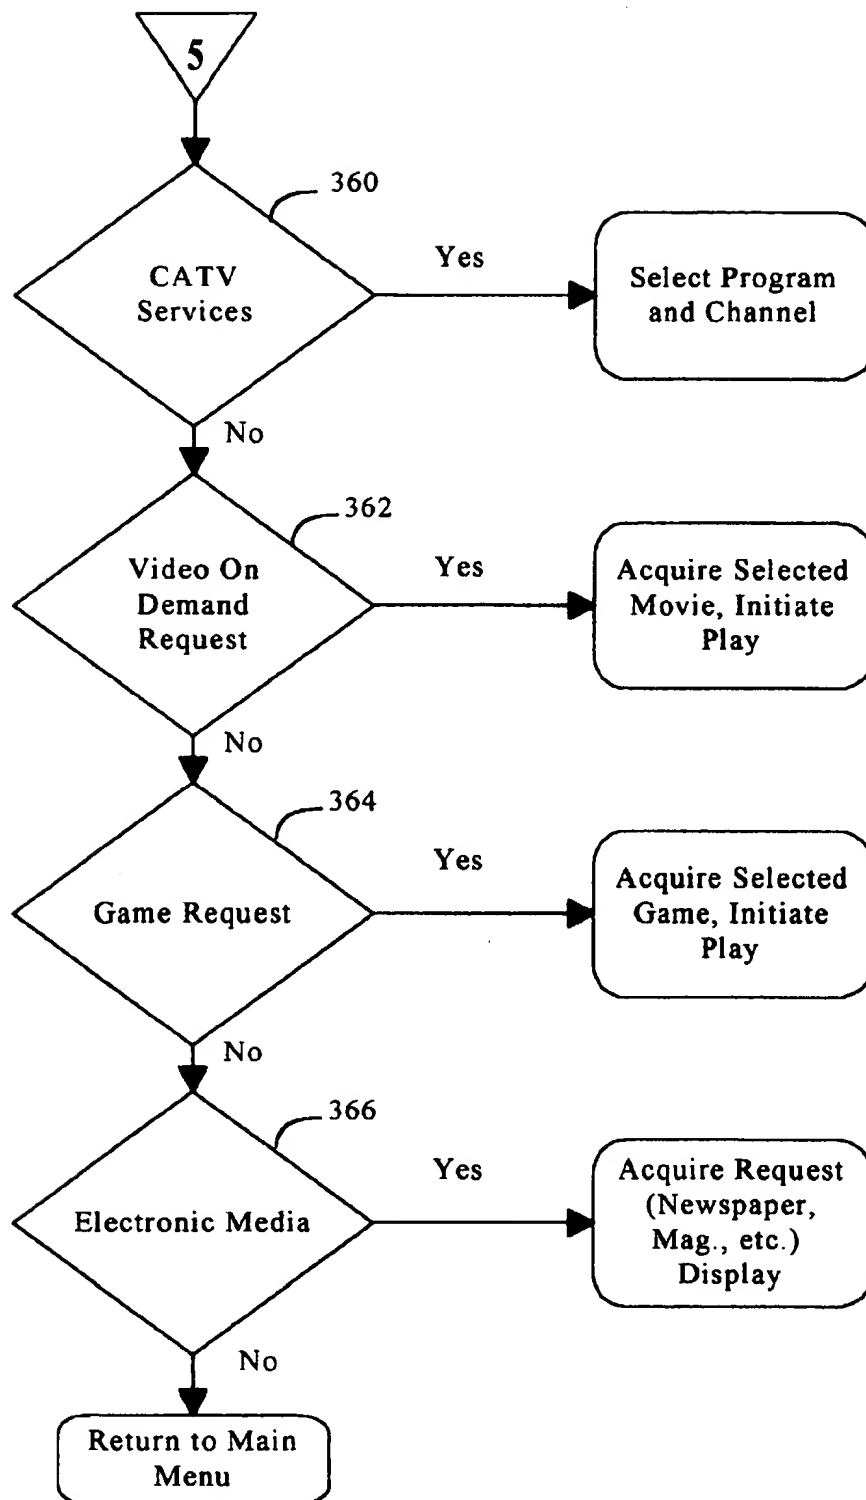 5
360
CATV
Services
Yes
Select Program
and Channel
No
362
Video On
Demand
Request
Yes
Acquire Selected
Movie, Initiate
Play
No
364
Game Request
Yes
Acquire Selected
Game, Initiate
Play
No
366
Electronic Media
Yes
Acquire Request
(Newspaper,
Mag., etc.)
Display
No
Return to Main
Menu